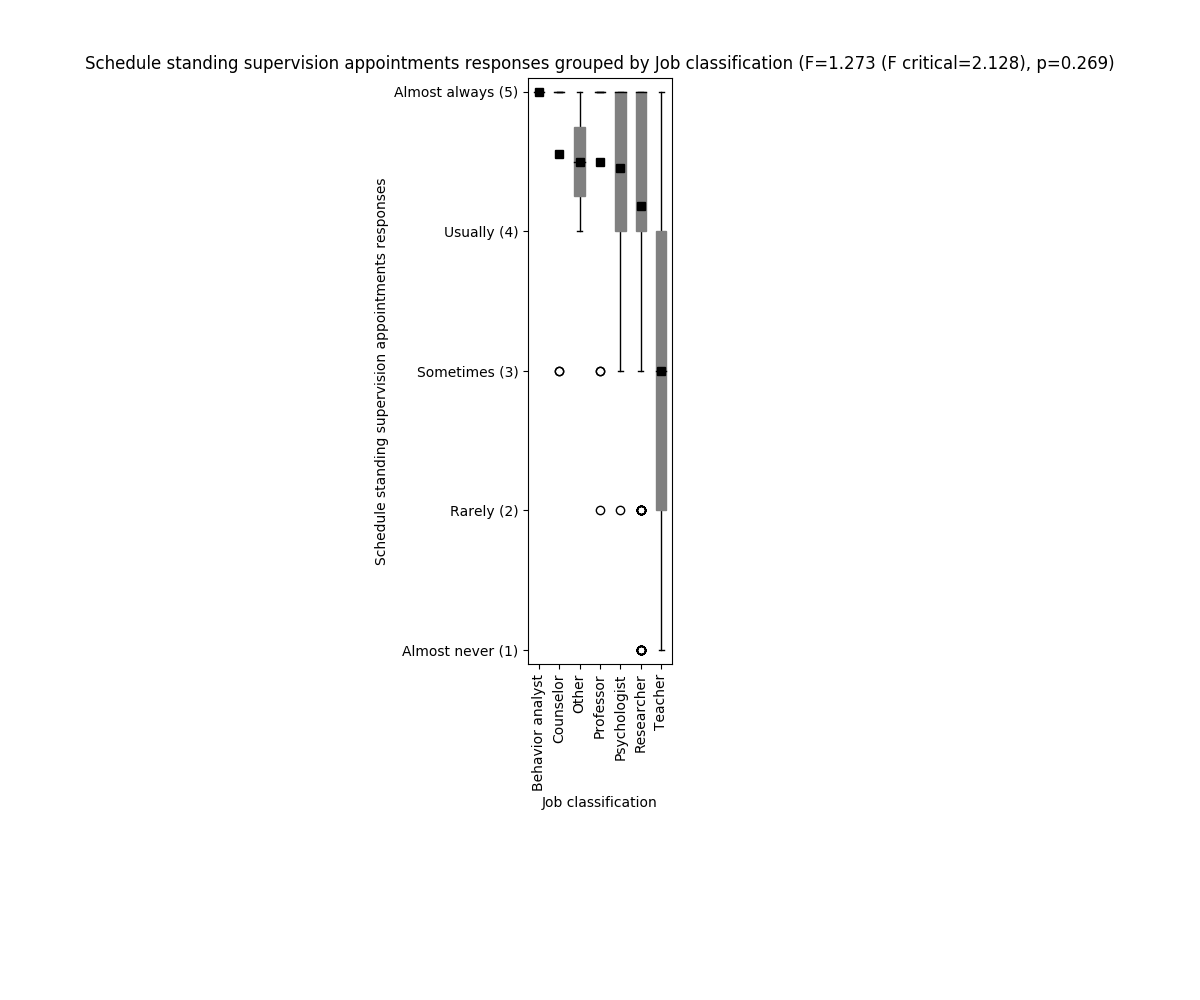 Schedule standing supervision appointments responses grouped by Job classification (F=1.273 (F critical=2.128), p=0.269)
Schedule standing supervision appointments responses
Almost always (5)
Usually (4)
Sometimes (3)
Rarely (2)
Almost never (1)
Behavior analyst
Counselor
Other
Professor
Psychologist
Researcher
Teacher
Job classification